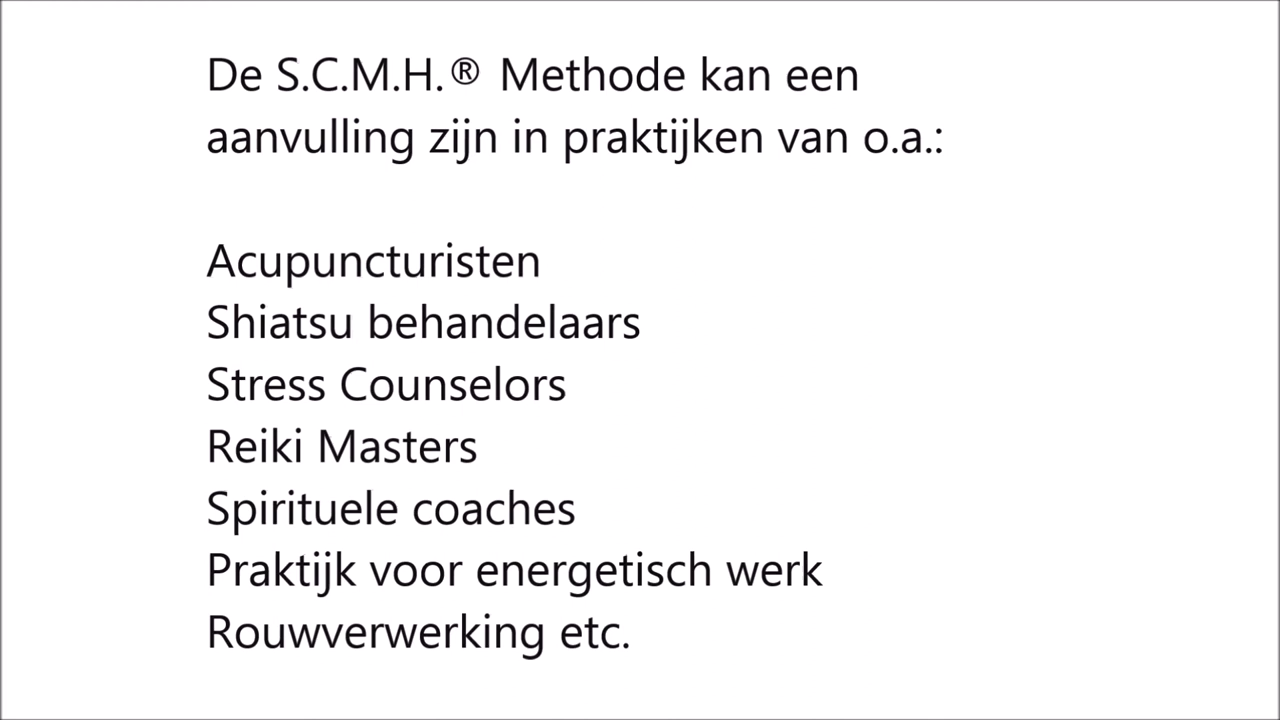 De S.C.M.H.® Methode kan een
aanvulling zijn in praktijken van o.a.:
Acupuncturisten
Shiatsu behandelaars
Stress Counselors
Reiki Masters
Spirituele coaches
Praktijk voor energetisch werk
Rouwverwerking etc.